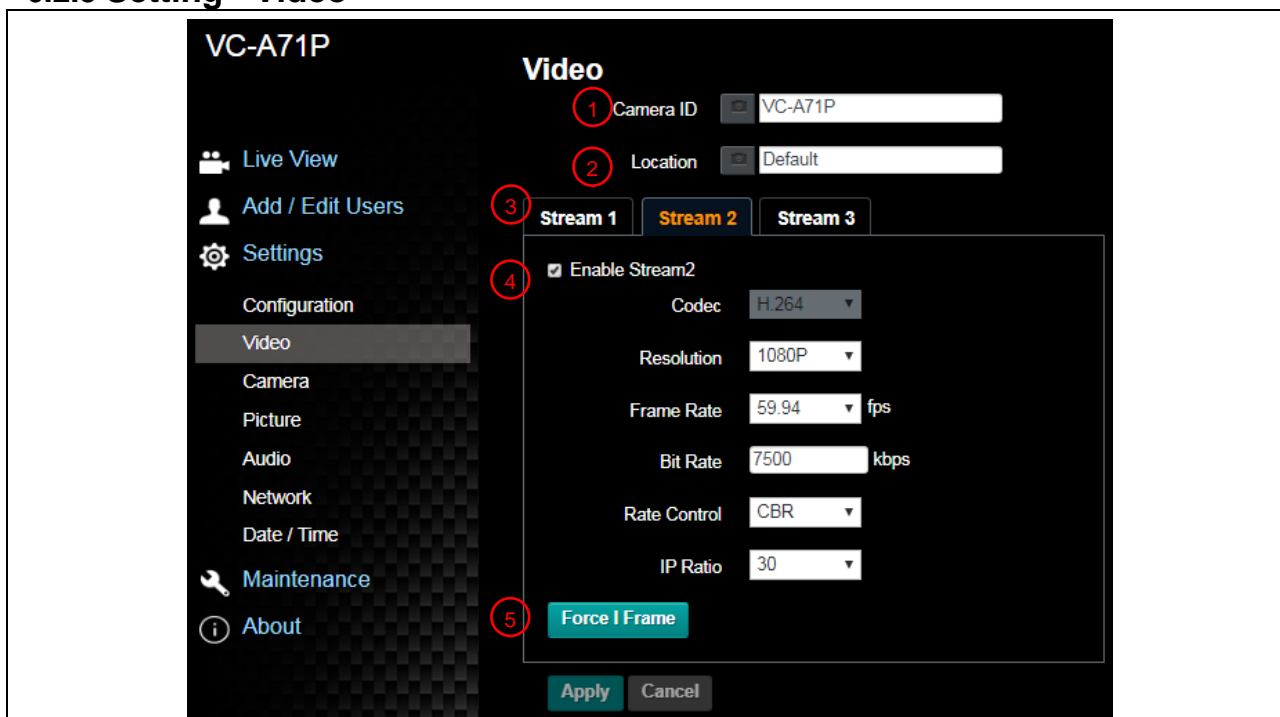 VC-A71P
Live View
Add / Edit Users
Settings
Configuration
Video
Camera
Picture
Audio
Network
Date / Time
Maintenance
About
Video
1 Camera ID VC-A71P
2 Location Default
3 Stream 1 Stream 2 Stream 3
4 Enable Stream2
Codec H.264
Resolution 1080P
Frame Rate 59.94 fps
Bit Rate 7500 kbps
Rate Control CBR
IP Ratio 30
5 Force I Frame
Apply Cancel